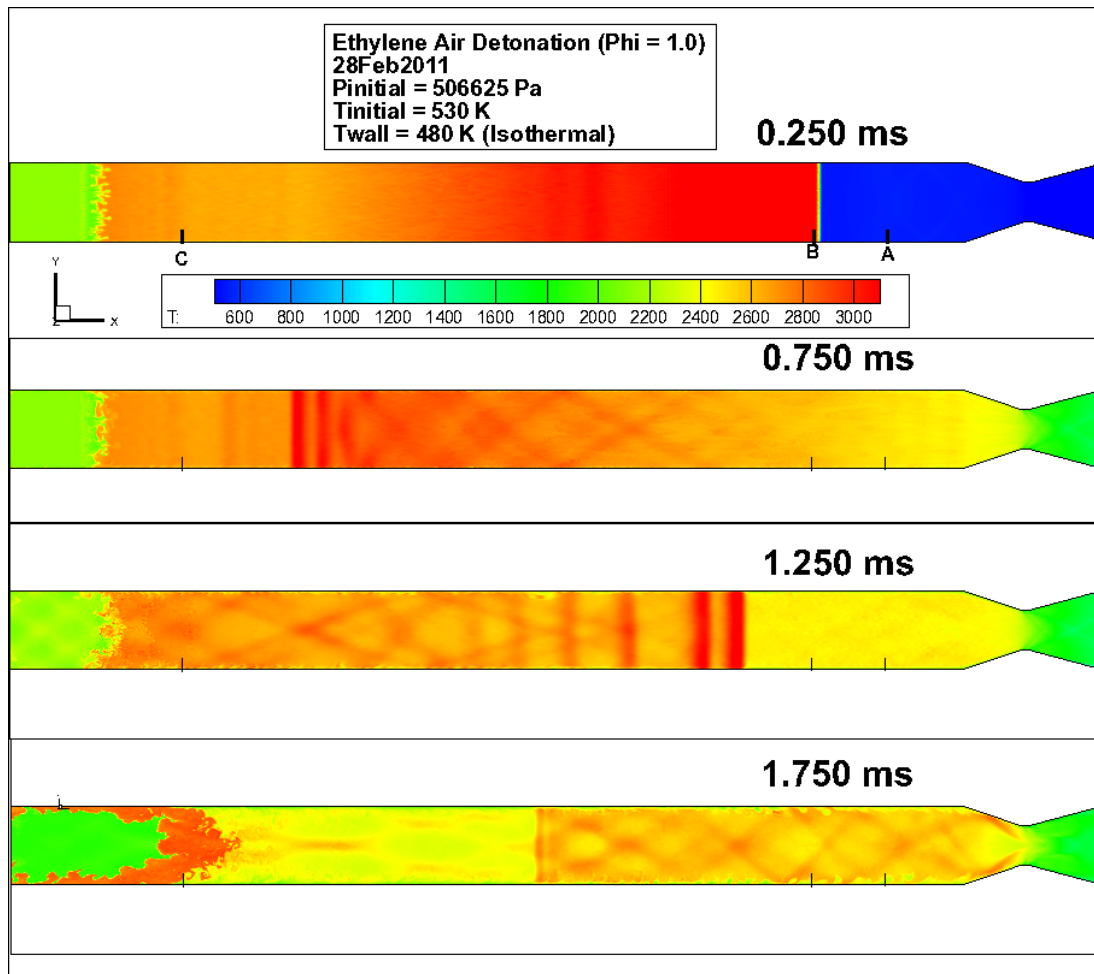 Ethylene Air Detonation (Phi = 1.0)
28Feb2011
Pinitial = 506625 Pa
Tinitial = 530 K
Twall = 480 K (Isothermal)
0.250 ms
C
B
A
Y
Z
X
T:
600 800 1000 1200 1400 1600 1800 2000 2200 2400 2600 2800 3000
0.750 ms
1.250 ms
1.750 ms